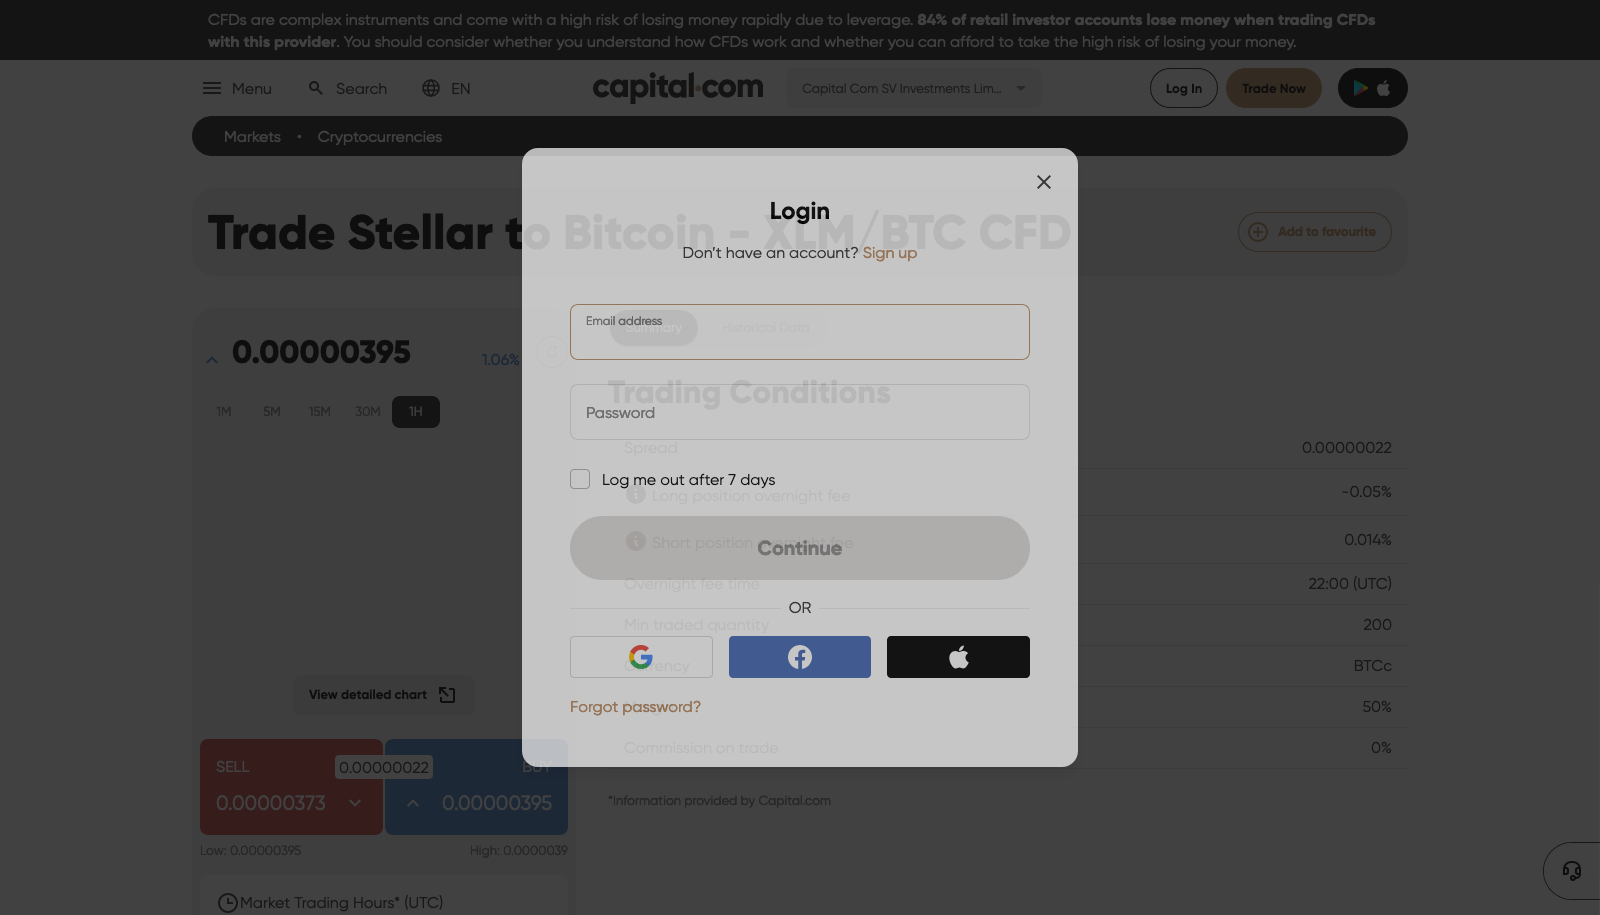 CFDs are complex instruments and come with a high risk of losing money rapidly due to leverage. 84% of retail investor accounts lose money when trading CFDs
with this provider. You should consider whether you understand how CFDs work and whether you can afford to take the high risk of losing your money.
Menu
Search
EN
capital.com
Capital Com SV Investments Lim...
Log In
Trade Now
Markets • Cryptocurrencies
Trade Stellar to Bitcoin - XLM/BTC CFD
Add to favourite
Login
Don't have an account? Sign up
Email address
Password
Log me out after 7 days
Continue
OR
Forgot password?
0.00000395
1.06%
1M
5M
15M
30M
1H
View detailed chart
SELL
0.00000022
BUY
0.00000373
0.00000395
Low: 0.00000395
High: 0.0000039
Market Trading Hours* (UTC)
Summary
Historical Data
Trading Conditions
Spread
0.00000022
Long position overnight fee
-0.05%
Short position overnight fee
0.014%
Overnight fee time
22:00 (UTC)
Min traded quantity
200
Currency
BTCc
50%
Commission on trade
0%
*Information provided by Capital.com